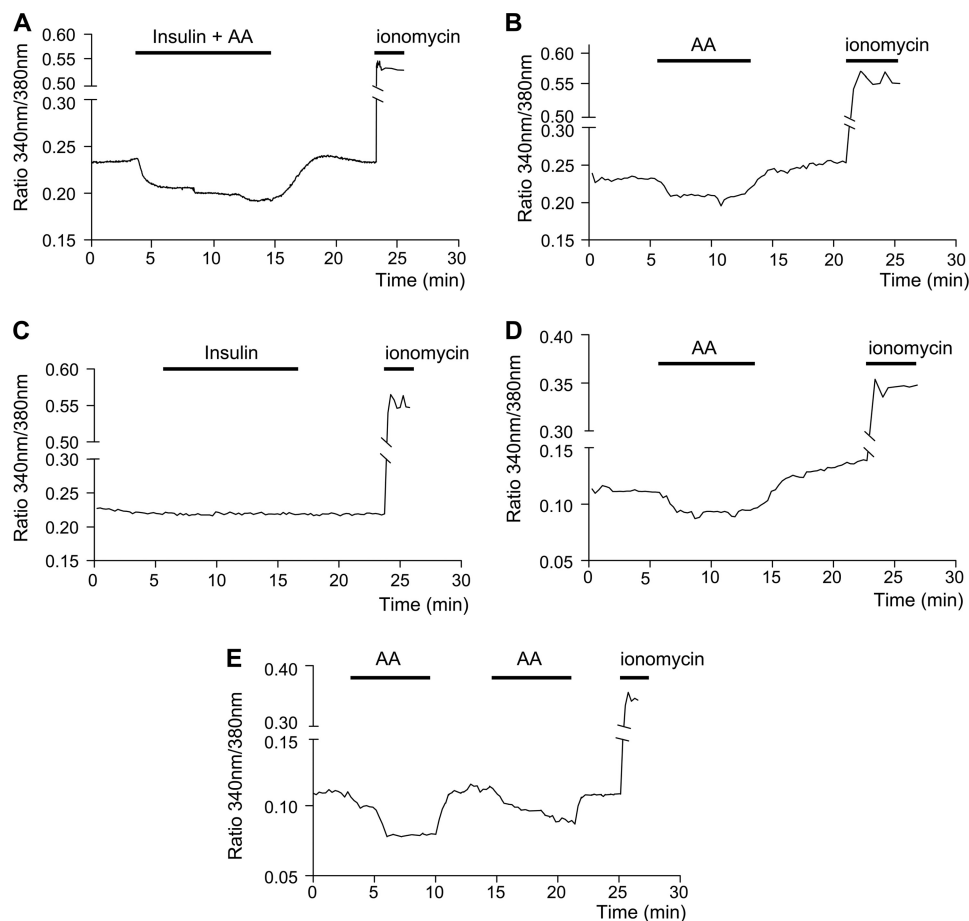 A
Insulin + AA
ionomycin
Ratio 340nm/380nm
0.60
0.55
0.50
0.30
0.25
0.20
0.15
0 5 10 15 20 25 30
Time (min)
B
AA
ionomycin
Ratio 340nm/380nm
0.60
0.55
0.50
0.30
0.25
0.20
0.15
0 5 10 15 20 25 30
Time (min)
C
Insulin
ionomycin
Ratio 340nm/380nm
0.60
0.55
0.50
0.30
0.25
0.20
0.15
0 5 10 15 20 25 30
Time (min)
D
AA
ionomycin
Ratio 340nm/380nm
0.40
0.35
0.30
0.15
0.10
0.05
0 5 10 15 20 25 30
Time (min)
E
AA
AA
ionomycin
Ratio 340nm/380nm
0.40
0.30
0.15
0.10
0.05
0 5 10 15 20 25 30
Time (min)